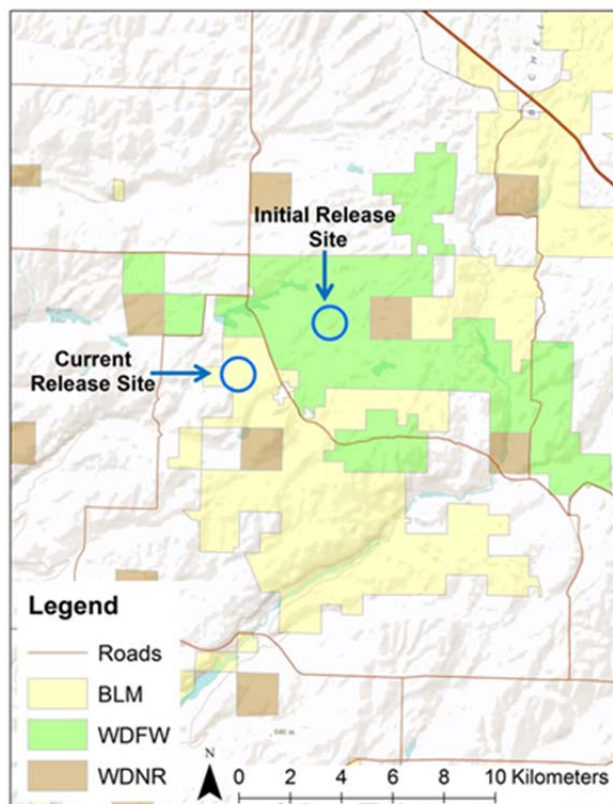 Initial Release
Site
Current
Release Site
Legend
Roads
BLM
WDFW
WDNR
N
0 2 4 6 8 10 Kilometers